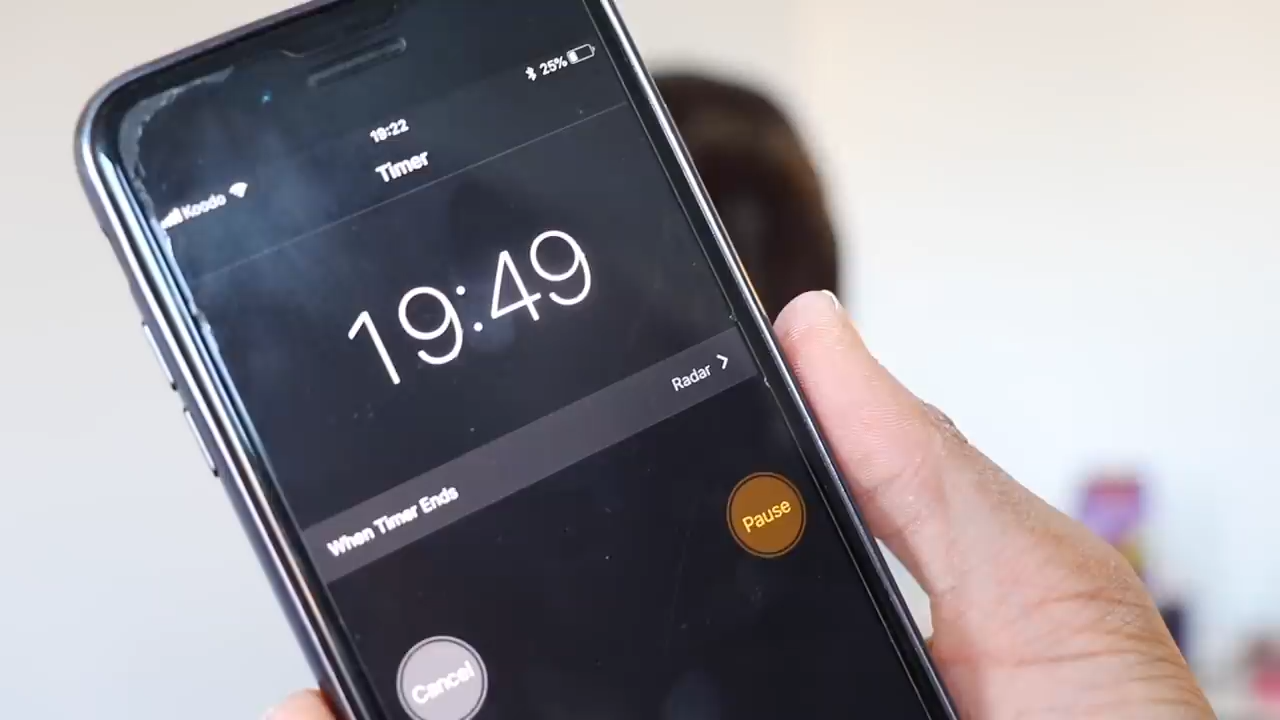 25%
19:22
Koodo
Timer
19:49
When Timer Ends Radar >
Pause
Cancel